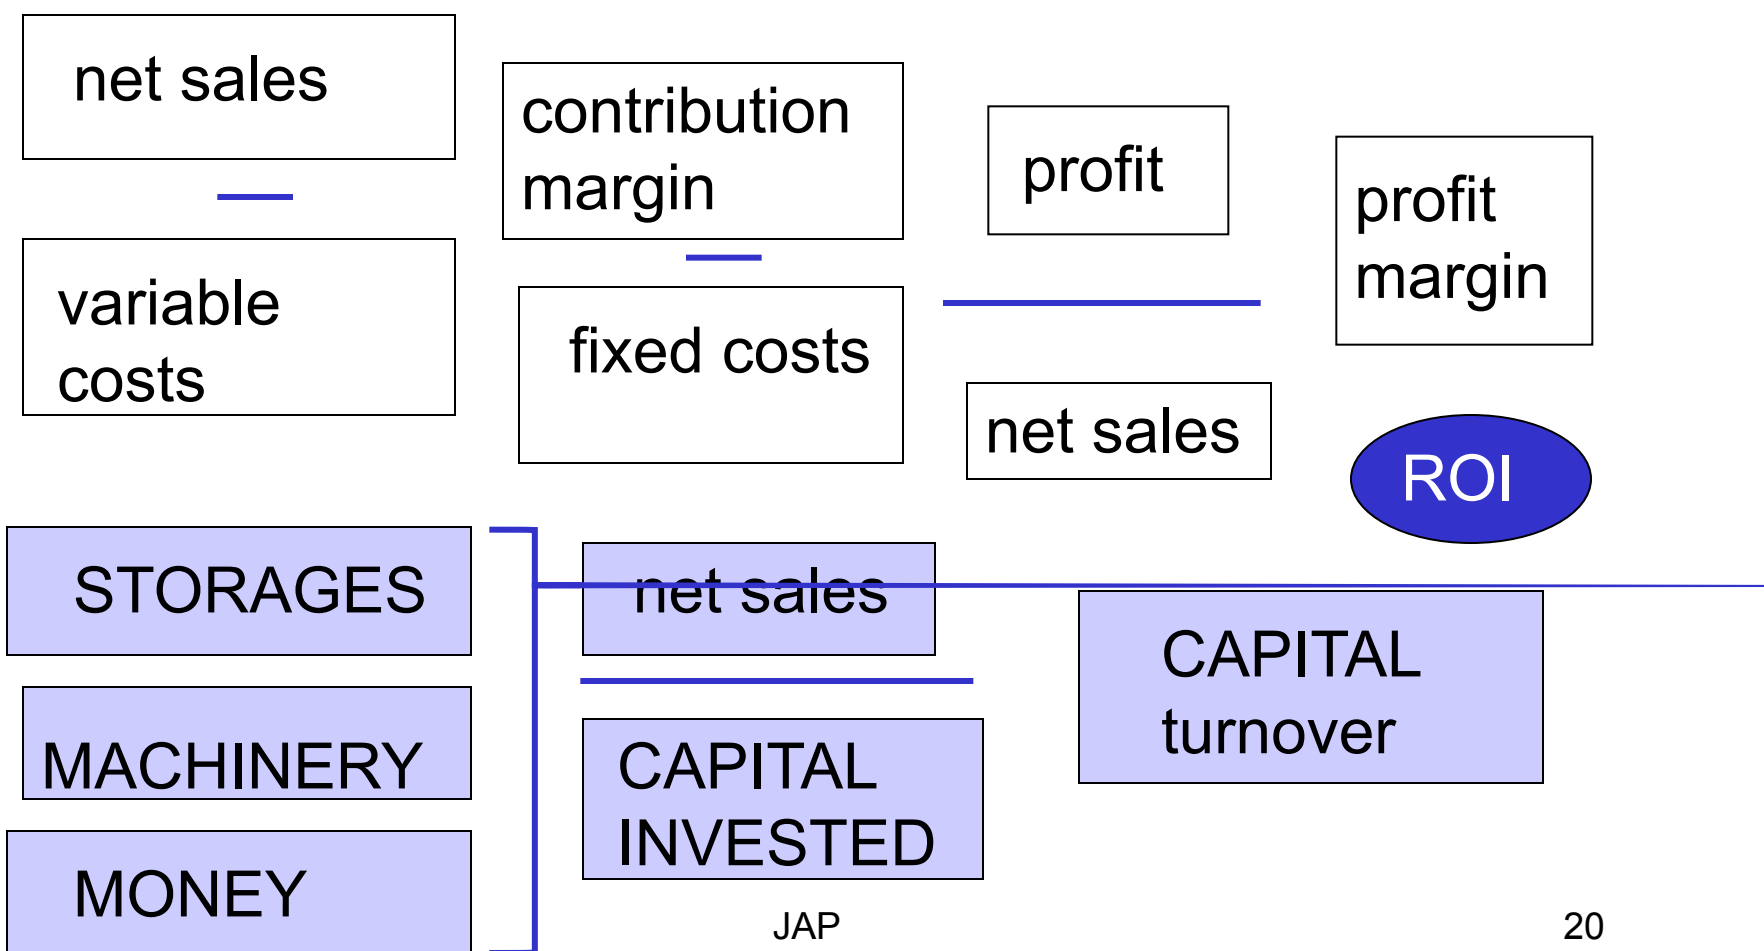 net sales
contribution
margin
profit
profit
margin
variable
costs
fixed costs
net sales
ROI
STORAGES
net sales
CAPITAL
turnover
MACHINERY
CAPITAL
INVESTED
MONEY
JAP
20